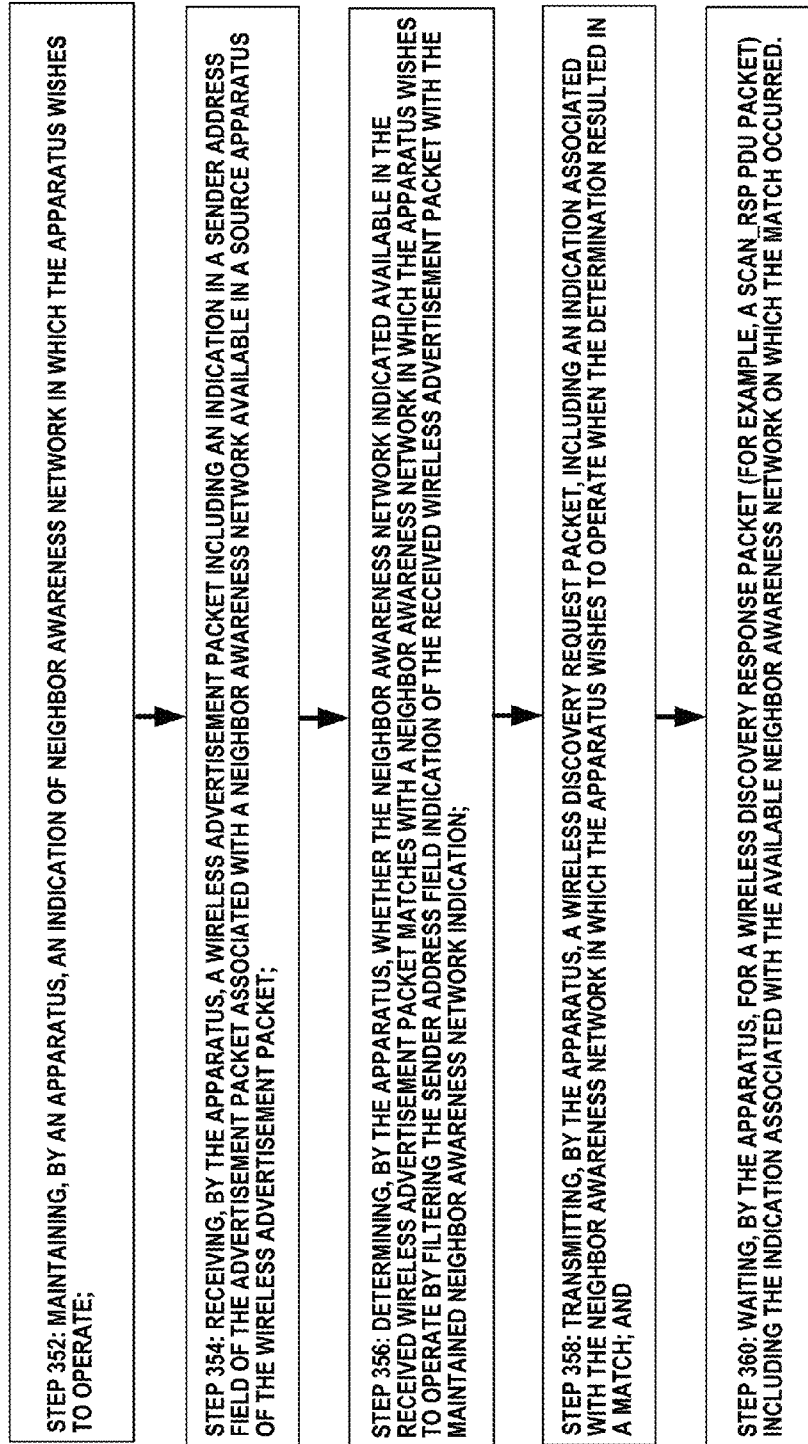 STEP 352: MAINTAINING, BY AN APPARATUS, AN INDICATION OF NEIGHBOR AWARENESS NETWORK IN WHICH THE APPARATUS WISHES
TO OPERATE;
STEP 354: RECEIVING, BY THE APPARATUS, A WIRELESS ADVERTISEMENT PACKET INCLUDING AN INDICATION IN A SENDER ADDRESS
FIELD OF THE ADVERTISEMENT PACKET ASSOCIATED WITH A NEIGHBOR AWARENESS NETWORK AVAILABLE IN A SOURCE APPARATUS
OF THE WIRELESS ADVERTISEMENT PACKET;
STEP 356: DETERMINING, BY THE APPARATUS, WHETHER THE NEIGHBOR AWARENESS NETWORK INDICATED AVAILABLE IN THE
RECEIVED WIRELESS ADVERTISEMENT PACKET MATCHES WITH A NEIGHBOR AWARENESS NETWORK IN WHICH THE APPARATUS WISHES
TO OPERATE BY FILTERING THE SENDER ADDRESS FIELD INDICATION OF THE RECEIVED WIRELESS ADVERTISEMENT PACKET WITH THE
MAINTAINED NEIGHBOR AWARENESS NETWORK INDICATION;
STEP 358: TRANSMITTING, BY THE APPARATUS, A WIRELESS DISCOVERY REQUEST PACKET, INCLUDING AN INDICATION ASSOCIATED
WITH THE NEIGHBOR AWARENESS NETWORK IN WHICH THE APPARATUS WISHES TO OPERATE WHEN THE DETERMINATION RESULTED IN
A MATCH; AND
STEP 360: WAITING, BY THE APPARATUS, FOR A WIRELESS DISCOVERY RESPONSE PACKET (FOR EXAMPLE, A SCAN_RSP PDU PACKET)
INCLUDING THE INDICATION ASSOCIATED WITH THE AVAILABLE NEIGHBOR AWARENESS NETWORK ON WHICH THE MATCH OCCURRED.